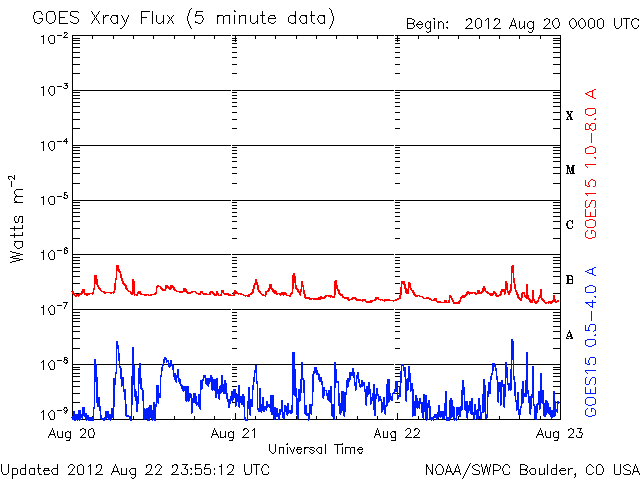 GOES Xray Flux (5 minute data)
Begin: 2012 Aug 20 0000 UTC
10⁻²
10⁻³
10⁻⁴
10⁻⁵
10⁻⁶
10⁻⁷
10⁻⁸
10⁻⁹
Watts m⁻²
X
M
C
B
A
GOES15 1.0–8.0 A
GOES15 0.5–4.0 A
Aug 20
Aug 21
Aug 22
Aug 23
Universal Time
Updated 2012 Aug 22 23:55:12 UTC
NOAA/SWPC Boulder, CO USA